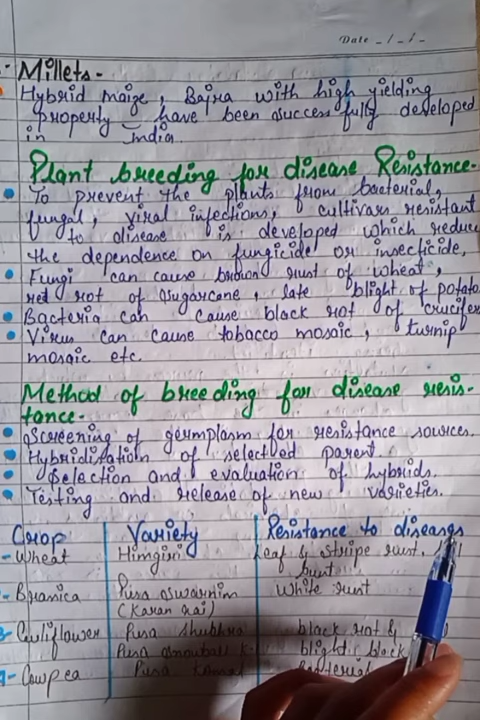 Date _/_/_
- Millets -
Hybrid maize, Bajra with high yielding
property have been successfully developed
in India.
Plant breeding for disease Resistance-
To prevent the plants from bacterial,
fungal, viral infections, cultivars resistant
to disease is developed which reduce
the dependence on fungicide or insecticide.
Fungi can cause brown rust of wheat,
red rot of sugarcane, late blight of potato
Bacteria can cause black rot of crucifer
Virus can cause tobacco mosaic, turnip
mosaic etc.
Method of breeding for disease resis-
tance-
Screening of germplasm for resistance sources.
Hybridisation of selected parent.
Selection and evaluation of hybrids.
Testing and release of new varieties.
Crop Variety Resistance to diseases
- Wheat Himgiri Leaf & stripe rust,
bunt
- Brassica Pusa swarnim White rust
(Karan rai)
Cauliflower Pusa Shubhra black rot &
Pusa snowball K- blight black
- Cowpea Pusa Komal Bacterial